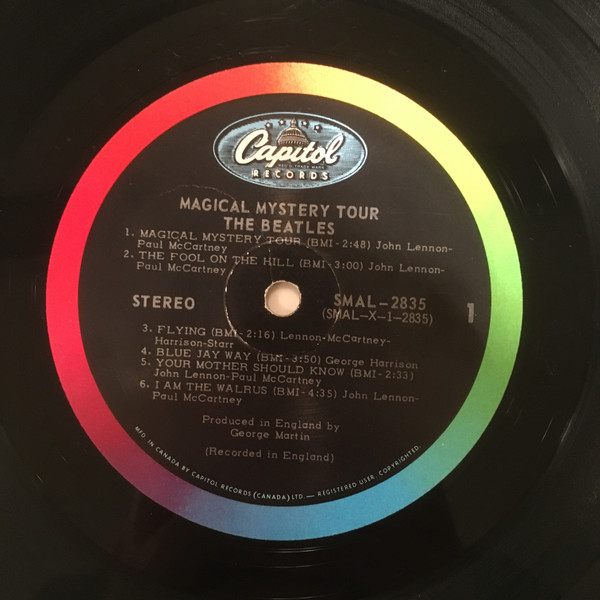 Capitol
RECORDS
MAGICAL MYSTERY TOUR
THE BEATLES
1. MAGICAL MYSTERY TOUR (BMI-2:48) John Lennon-
Paul McCartney
2. THE FOOL ON THE HILL (BMI-3:00) John Lennon-
Paul McCartney
STEREO
SMAL-2835
(SMAL-X-1-2835)
1
3. FLYING (BMI-2:16) Lennon-McCartney-
Harrison-Starr
4. BLUE JAY WAY (BMI-3:50) George Harrison
5. YOUR MOTHER SHOULD KNOW (BMI-2:33)
John Lennon-Paul McCartney
6. I AM THE WALRUS (BMI-4:35) John Lennon-
Paul McCartney
Produced in England by
George Martin
(Recorded in England)
MFD. IN CANADA BY CAPITOL RECORDS (CANADA) LTD. — REGISTERED USER. COPYRIGHTED.